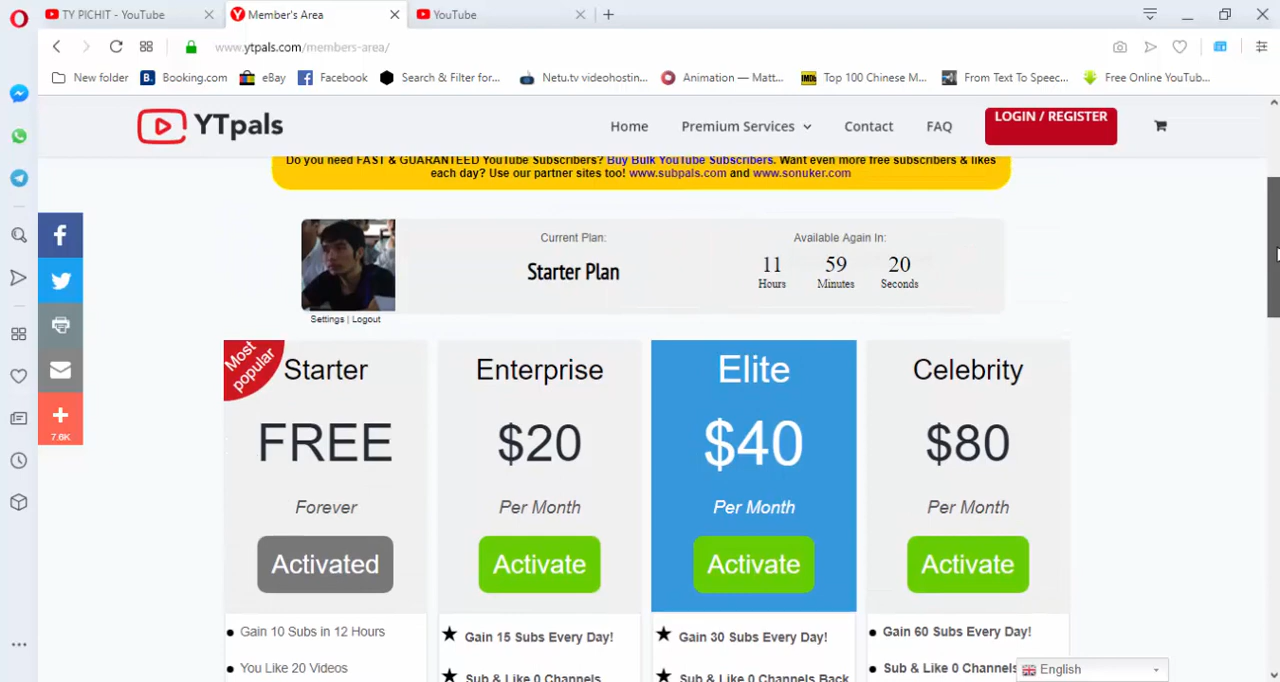 TY PICHIT - YouTube
Member's Area
YouTube
www.ytpals.com/members-area/
New folder
Booking.com
eBay
Facebook
Search & Filter for...
Netu.tv videohostin...
Animation — Matt...
Top 100 Chinese M...
From Text To Speec...
Free Online YouTub...
YTpals
Home
Premium Services
Contact
FAQ
LOGIN / REGISTER
Do you need FAST & GUARANTEED YouTube Subscribers? Buy Bulk YouTube Subscribers. Want even more free subscribers & likes
each day? Use our partner sites too! www.subpals.com and www.sonuker.com
Current Plan:
Starter Plan
Available Again In:
11 59 20
Hours Minutes Seconds
Settings | Logout
7.6K
Most popular
Starter
FREE
Forever
Activated
Gain 10 Subs in 12 Hours
You Like 20 Videos
Enterprise
$20
Per Month
Activate
Gain 15 Subs Every Day!
Sub & Like 0 Channels
Elite
$40
Per Month
Activate
Gain 30 Subs Every Day!
Sub & Like 0 Channels Back
Celebrity
$80
Per Month
Activate
Gain 60 Subs Every Day!
Sub & Like 0 Channels
English